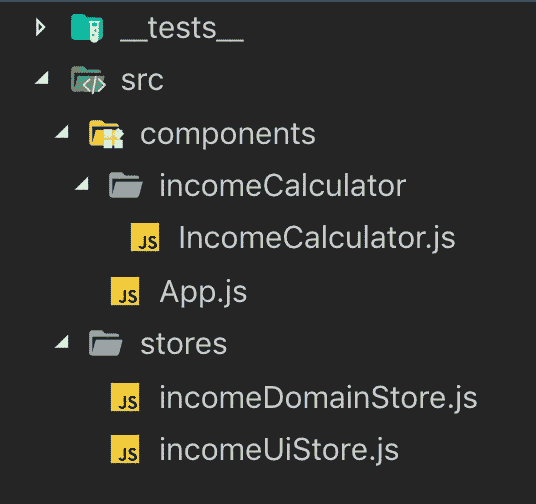 __tests__
src
components
incomeCalculator
JS IncomeCalculator.js
JS App.js
stores
JS incomeDomainStore.js
JS incomeUiStore.js